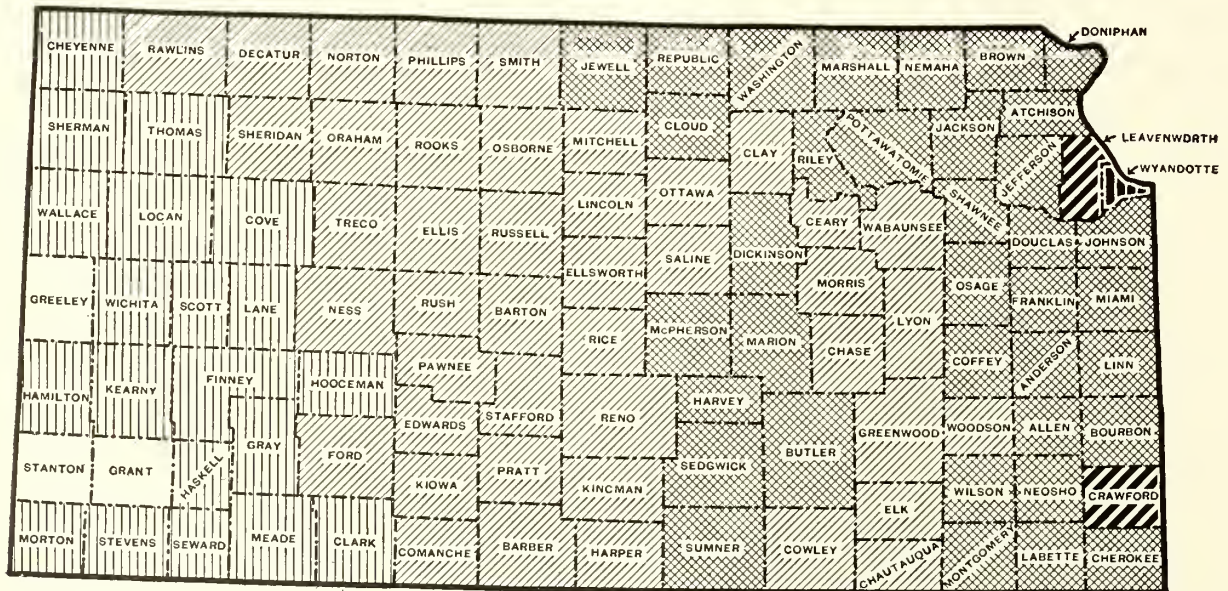 DONIPHAN
CHEYENNE
RAWLINS
DECATUR
NORTON
PHILLIPS
SMITH
JEWELL
REPUBLIC
WASHINGTON
MARSHALL
NEMAHA
BROWN
ATCHISON
SHERMAN
THOMAS
SHERIDAN
ORAHAM
ROOKS
OSBORNE
MITCHELL
CLOUD
CLAY
RILEY
POTTAWATOMIE
JACKSON
JEFFERSON
LEAVENWORTH
WYANDOTTE
WALLACE
LOCAN
COVE
TRECO
ELLIS
RUSSELL
LINCOLN
OTTAWA
SALINE
DICKINSON
CEARY
WABAUNSEE
SHAWNEE
DOUGLAS
JOHNSON
GREELEY
WICHITA
SCOTT
LANE
NESS
RUSH
BARTON
ELLSWORTH
RICE
MCPHERSON
MARION
MORRIS
CHASE
LYON
OSAGE
FRANKLIN
MIAMI
COFFEY
ANDERSON
LINN
HAMILTON
KEARNY
FINNEY
HOOCEMAN
PAWNEE
STAFFORD
RENO
HARVEY
STANTON
GRANT
HASKELL
GRAY
FORD
EDWARDS
KIOWA
PRATT
KINCMAN
SEDGWICK
BUTLER
GREENWOOD
WOODSON
ALLEN
BOURBON
ELK
WILSON
NEOSHO
CRAWFORD
MORTON
STEVENS
SEWARD
MEADE
CLARK
COMANCHE
BARBER
HARPER
SUMNER
COWLEY
CHAUTAUQUA
MONTGOMERY
LABETTE
CHEROKEE